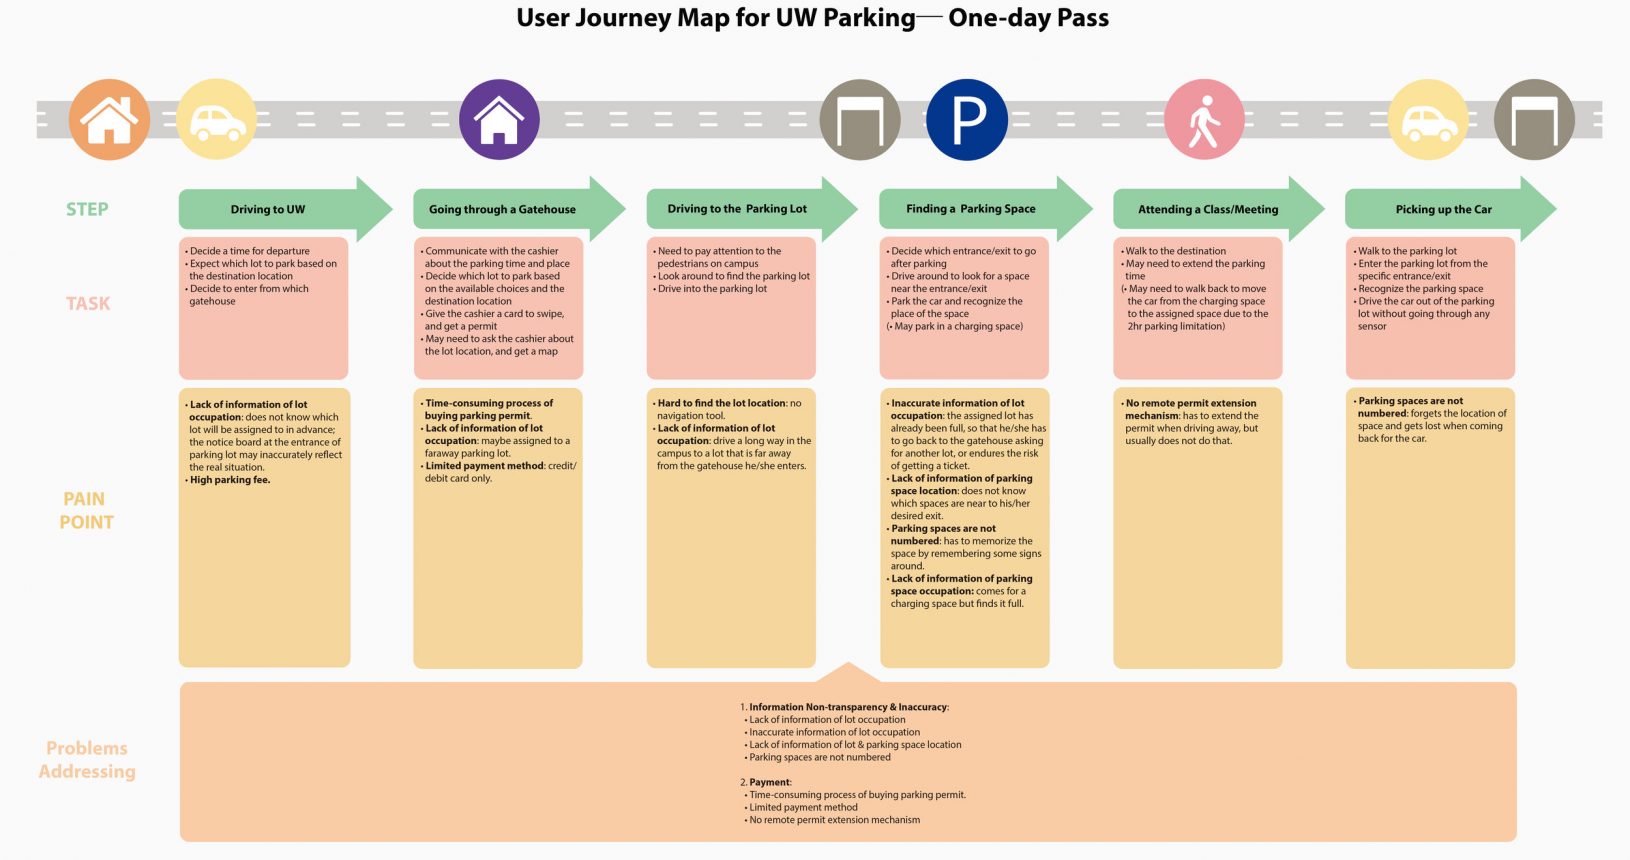 User Journey Map for UW Parking— One-day Pass
P
STEP
Driving to UW
Going through a Gatehouse
Driving to the Parking Lot
Finding a Parking Space
Attending a Class/Meeting
Picking up the Car
TASK
• Decide a time for departure
• Expect which lot to park based on
the destination location
• Decide to enter from which
gatehouse
• Communicate with the cashier
about the parking time and place
• Decide which lot to park based
on the available choices and the
destination location
• Give the cashier a card to swipe,
and get a permit
• May need to ask the cashier about
the lot location, and get a map
• Need to pay attention to the
pedestrians on campus
• Look around to find the parking lot
• Drive into the parking lot
• Decide which entrance/exit to go
after parking
• Drive around to look for a space
near the entrance/exit
• Park the car and recognize the
place of the space
(• May park in a charging space)
• Walk to the destination
• May need to extend the parking
time
(• May need to walk back to move
the car from the charging space
to the assigned space due to the
2hr parking limitation)
• Walk to the parking lot
• Enter the parking lot from the
specific entrance/exit
• Recognize the parking space
• Drive the car out of the parking
lot without going through any
sensor
PAIN
POINT
• Lack of information of lot
occupation: does not know which
lot will be assigned to in advance;
the notice board at the entrance of
parking lot may inaccurately reflect
the real situation.
• High parking fee.
• Time-consuming process of
buying parking permit.
• Lack of information of lot
occupation: maybe assigned to a
faraway parking lot.
• Limited payment method: credit/
debit card only.
• Hard to find the lot location: no
navigation tool.
• Lack of information of lot
occupation: drive a long way in the
campus to a lot that is far away
from the gatehouse he/she enters.
• Inaccurate information of lot
occupation: the assigned lot has
already been full, so that he/she has
to go back to the gatehouse asking
for another lot, or endures the risk
of getting a ticket.
• Lack of information of parking
space location: does not know
which spaces are near to his/her
desired exit.
• Parking spaces are not
numbered: has to memorize the
space by remembering some signs
around.
• Lack of information of parking
space occupation: comes for a
charging space but finds it full.
• No remote permit extension
mechanism: has to extend the
permit when driving away, but
usually does not do that.
• Parking spaces are not
numbered: forgets the location of
space and gets lost when coming
back for the car.
Problems
Addressing
1. Information Non-transparency & Inaccuracy:
• Lack of information of lot occupation
• Inaccurate information of lot occupation
• Lack of information of lot & parking space location
• Parking spaces are not numbered
2. Payment:
• Time-consuming process of buying parking permit.
• Limited payment method
• No remote permit extension mechanism